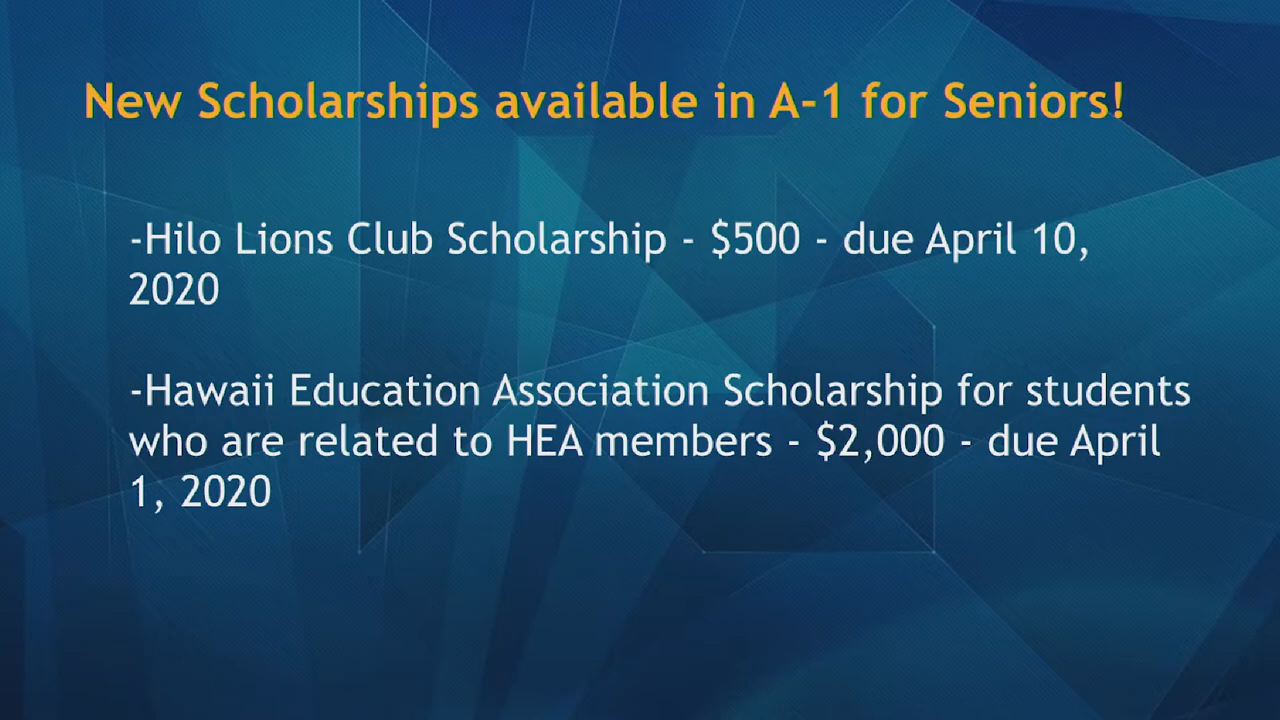 New Scholarships available in A-1 for Seniors!
-Hilo Lions Club Scholarship - $500 - due April 10,
2020
-Hawaii Education Association Scholarship for students
who are related to HEA members - $2,000 - due April
1, 2020